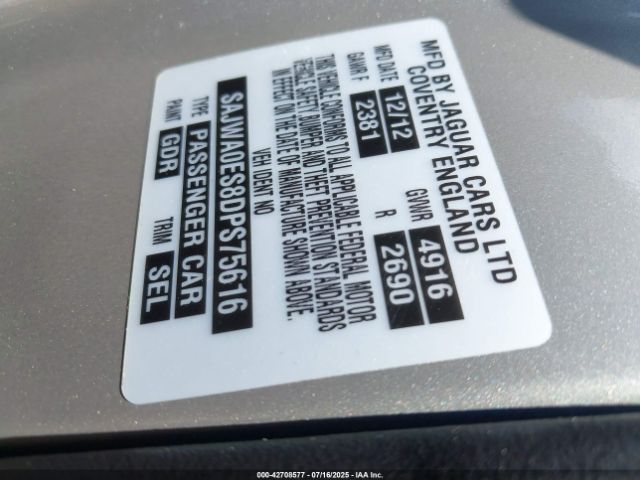 MFD BY JAGUAR CARS LTD
COVENTRY ENGLAND
MFD DATE 12/12 GVWR 4916
GAWR F 2381 R 2690
THIS VEHICLE CONFORMS TO ALL APPLICABLE FEDERAL MOTOR
VEHICLE SAFETY, BUMPER AND THEFT PREVENTION STANDARDS
IN EFFECT ON THE DATE OF MANUFACTURE SHOWN ABOVE.
VEH IDENT NO
SAJWA0ES8DPS75616
TYPE PASSENGER CAR
PAINT GDR TRIM SEL
000-42708577 - 07/16/2025 - IAA Inc.